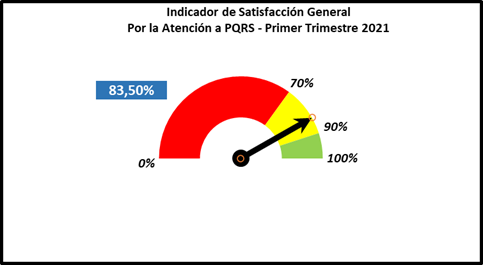 Indicador de Satisfacción General
Por la Atención a PQRS - Primer Trimestre 2021
83,50%
70%
90%
0%
100%